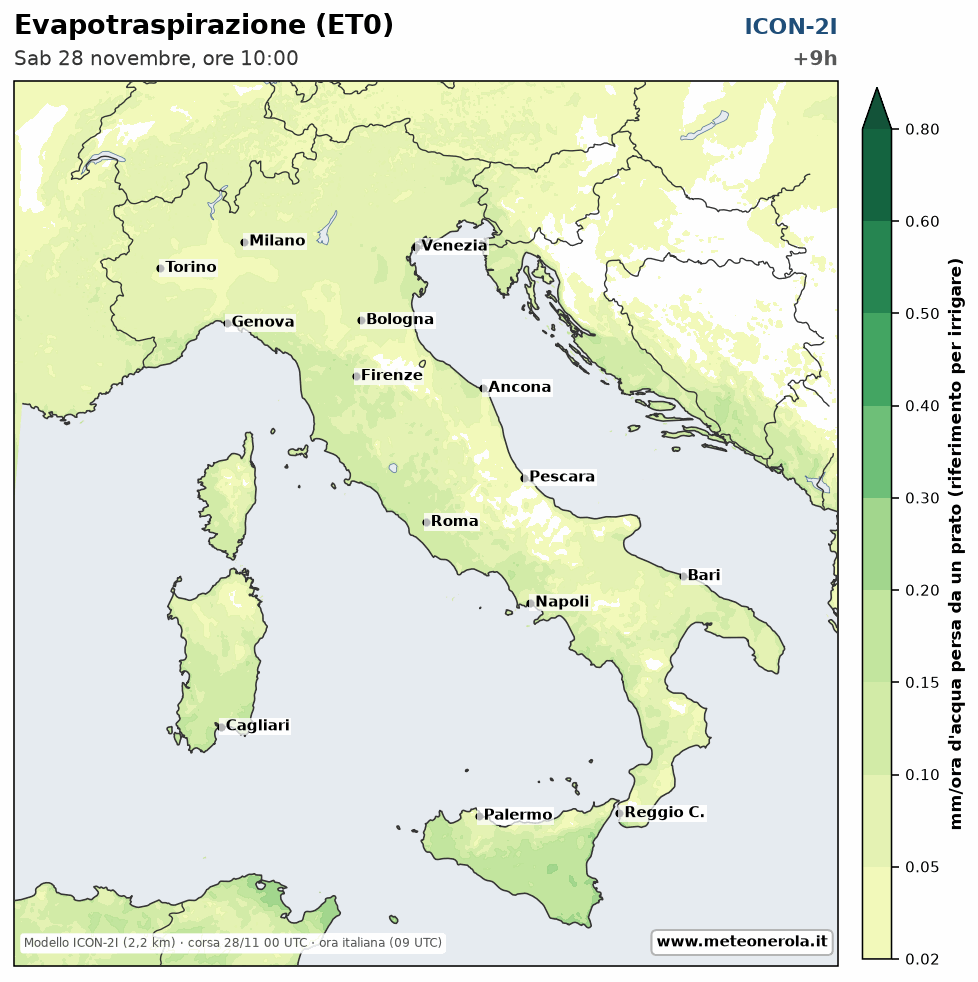 Evapotraspirazione (ET0)
ICON-2I
Sab 28 novembre, ore 10:00
+9h
0.80
0.60
0.50
0.40
0.30
0.20
0.15
0.10
0.05
0.02
mm/ora d'acqua persa da un prato (riferimento per irrigare)
Milano
Venezia
Torino
Genova
Bologna
Firenze
Ancona
Pescara
Roma
Bari
Napoli
Cagliari
Palermo
Reggio C.
Modello ICON-2I (2,2 km) · corsa 28/11 00 UTC · ora italiana (09 UTC)
www.meteonerola.it